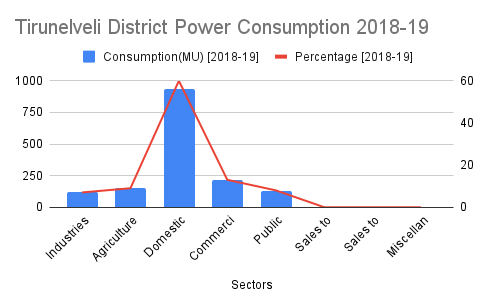 Tirunelveli District Power Consumption 2018-19
Consumption(MU) [2018-19] Percentage [2018-19]
1000 60
750
40
500
20
250
0 0
Industries Agriculture Domestic Commerci Public Sales to Sales to Miscellan
Sectors